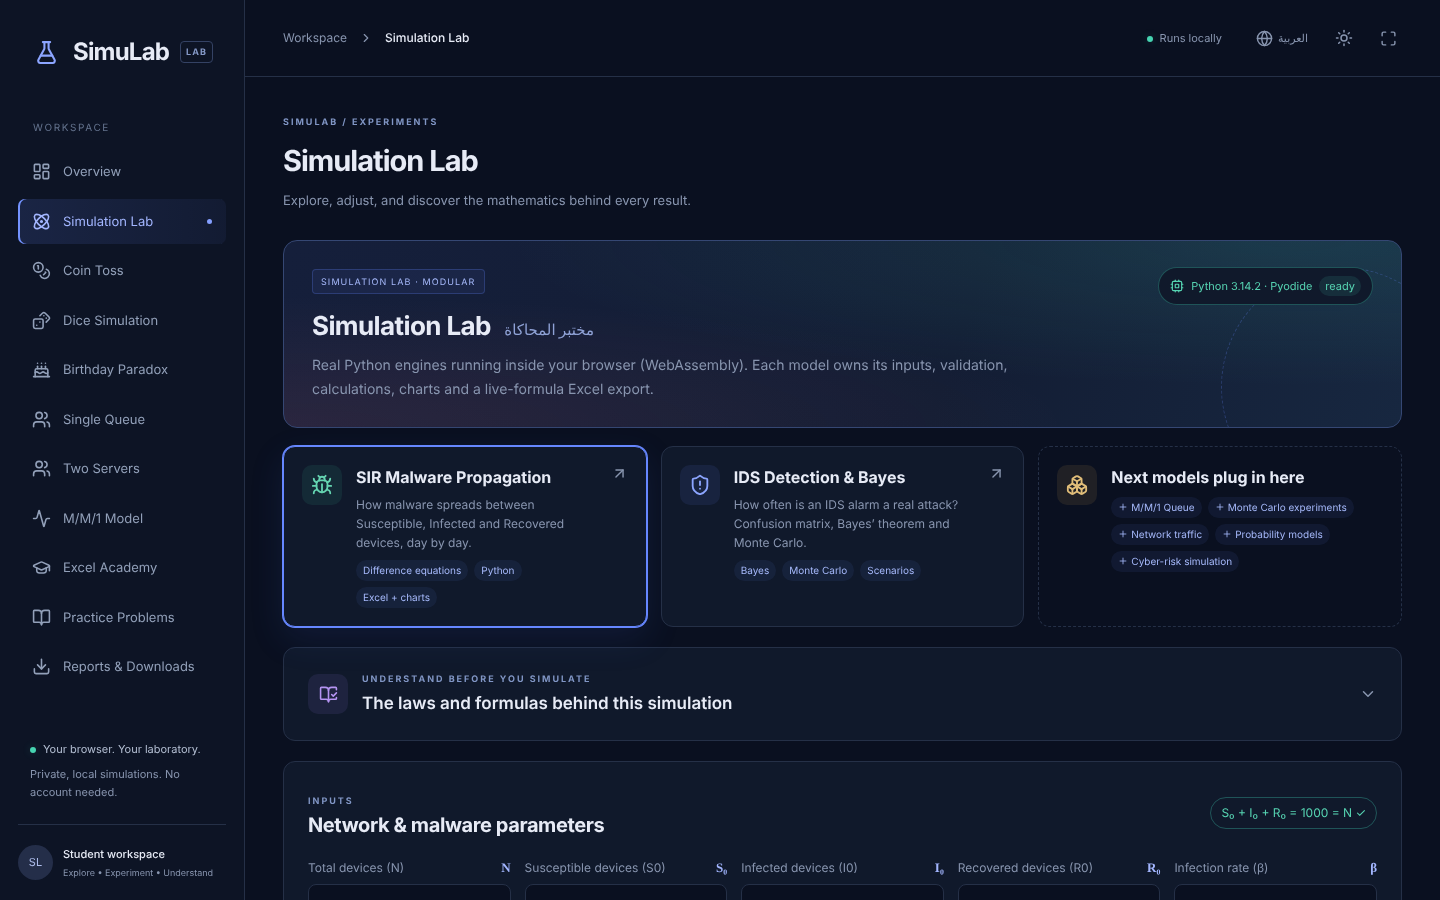 SimuLab LAB
WORKSPACE
Overview
Simulation Lab
Coin Toss
Dice Simulation
Birthday Paradox
Single Queue
Two Servers
M/M/1 Model
Excel Academy
Practice Problems
Reports & Downloads
Your browser. Your laboratory.
Private, local simulations. No
account needed.
SL
Student workspace
Explore • Experiment • Understand
Workspace > Simulation Lab
Runs locally
العربية
SIMULAB / EXPERIMENTS
Simulation Lab
Explore, adjust, and discover the mathematics behind every result.
SIMULATION LAB · MODULAR
Python 3.14.2 · Pyodide ready
Simulation Lab مختبر المحاكاة
Real Python engines running inside your browser (WebAssembly). Each model owns its inputs, validation,
calculations, charts and a live-formula Excel export.
SIR Malware Propagation
How malware spreads between
Susceptible, Infected and Recovered
devices, day by day.
Difference equations Python
Excel + charts
IDS Detection & Bayes
How often is an IDS alarm a real attack?
Confusion matrix, Bayes’ theorem and
Monte Carlo.
Bayes Monte Carlo Scenarios
Next models plug in here
+ M/M/1 Queue + Monte Carlo experiments
+ Network traffic + Probability models
+ Cyber-risk simulation
UNDERSTAND BEFORE YOU SIMULATE
The laws and formulas behind this simulation
INPUTS
Network & malware parameters
S₀ + I₀ + R₀ = 1000 = N ✓
Total devices (N) N
Susceptible devices (S0) S₀
Infected devices (I0) I₀
Recovered devices (R0) R₀
Infection rate (β) β